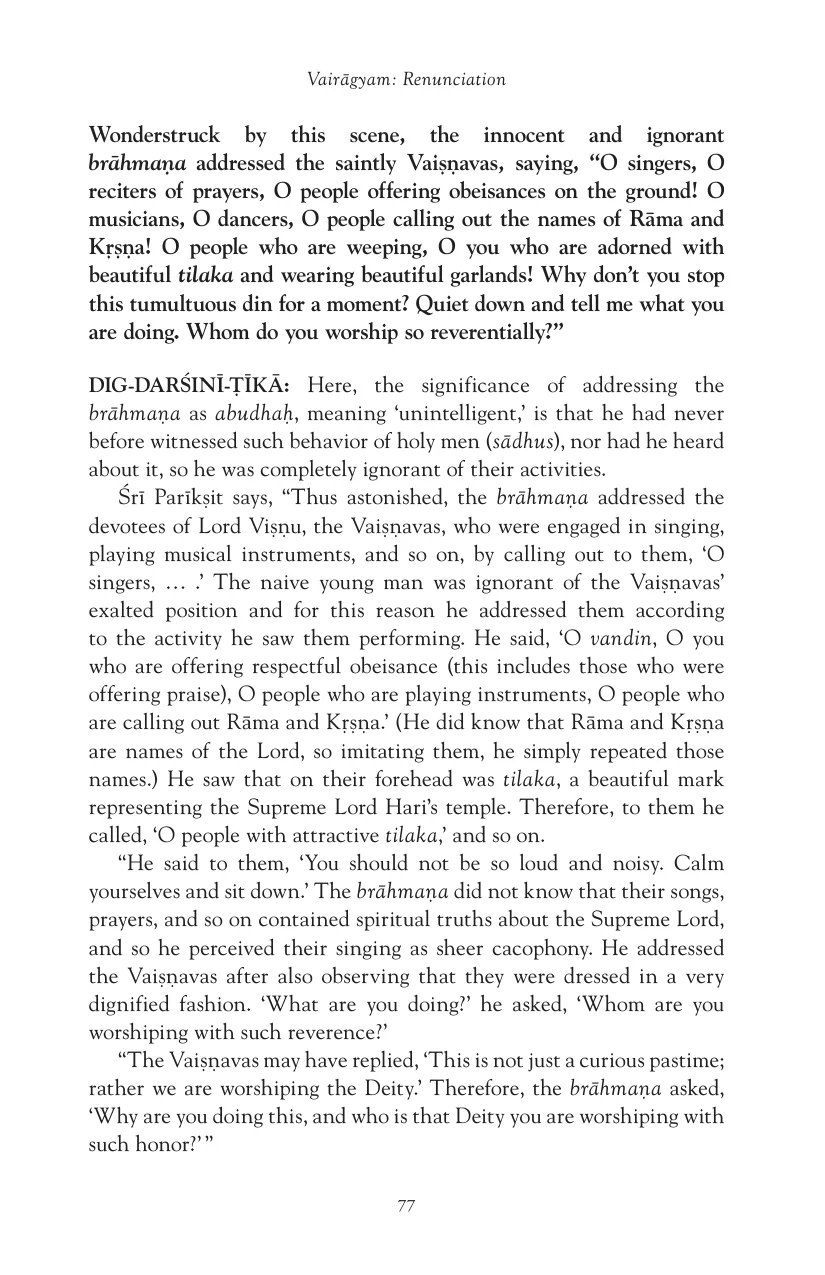 Vairāgyam: Renunciation
Wonderstruck by this scene, the innocent and ignorant
brāhmaṇa addressed the saintly Vaiṣṇavas, saying, “O singers, O
reciters of prayers, O people offering obeisances on the ground! O
musicians, O dancers, O people calling out the names of Rāma and
Kṛṣṇa! O people who are weeping, O you who are adorned with
beautiful tilaka and wearing beautiful garlands! Why don’t you stop
this tumultuous din for a moment? Quiet down and tell me what you
are doing. Whom do you worship so reverentially?”
DIG-DARŚINĪ-ṬĪKĀ: Here, the significance of addressing the
brāhmaṇa as abudhaḥ, meaning ‘unintelligent,’ is that he had never
before witnessed such behavior of holy men (sādhus), nor had he heard
about it, so he was completely ignorant of their activities.
Śrī Parīkṣit says, “Thus astonished, the brāhmaṇa addressed the
devotees of Lord Viṣṇu, the Vaiṣṇavas, who were engaged in singing,
playing musical instruments, and so on, by calling out to them, ‘O
singers, … .’ The naive young man was ignorant of the Vaiṣṇavas’
exalted position and for this reason he addressed them according
to the activity he saw them performing. He said, ‘O vandin, O you
who are offering respectful obeisance (this includes those who were
offering praise), O people who are playing instruments, O people who
are calling out Rāma and Kṛṣṇa.’ (He did know that Rāma and Kṛṣṇa
are names of the Lord, so imitating them, he simply repeated those
names.) He saw that on their forehead was tilaka, a beautiful mark
representing the Supreme Lord Hari’s temple. Therefore, to them he
called, ‘O people with attractive tilaka,’ and so on.
“He said to them, ‘You should not be so loud and noisy. Calm
yourselves and sit down.’ The brāhmaṇa did not know that their songs,
prayers, and so on contained spiritual truths about the Supreme Lord,
and so he perceived their singing as sheer cacophony. He addressed
the Vaiṣṇavas after also observing that they were dressed in a very
dignified fashion. ‘What are you doing?’ he asked, ‘Whom are you
worshiping with such reverence?’
“The Vaiṣṇavas may have replied, ‘This is not just a curious pastime;
rather we are worshiping the Deity.’ Therefore, the brāhmaṇa asked,
‘Why are you doing this, and who is that Deity you are worshiping with
such honor?’ ”
77